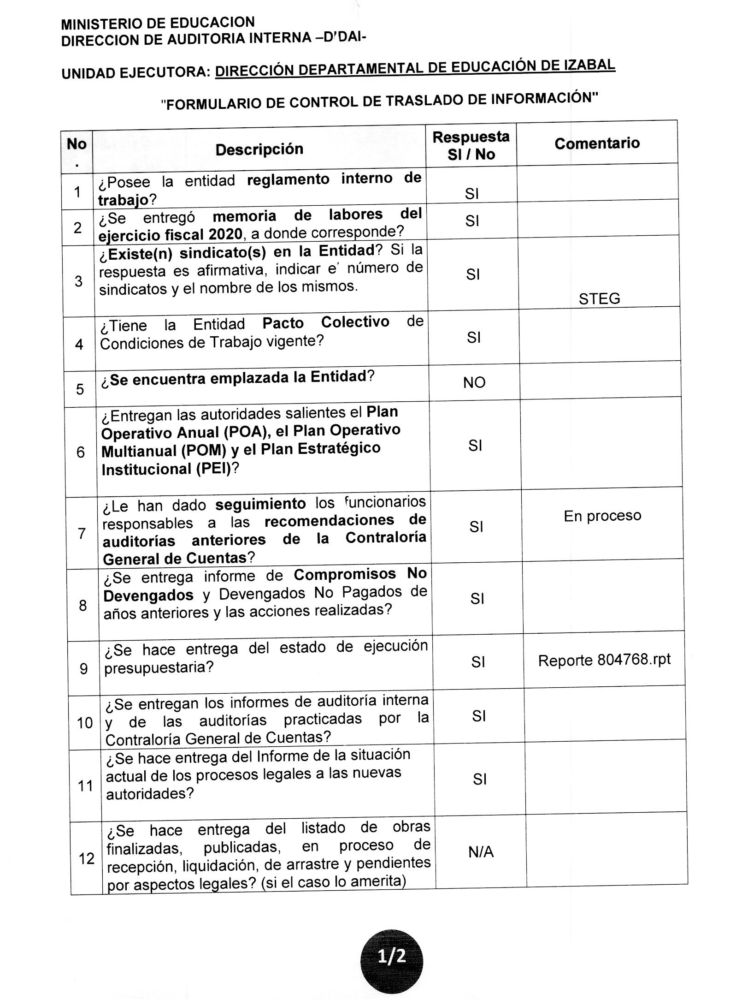 MINISTERIO DE EDUCACION
DIRECCION DE AUDITORIA INTERNA –D'DAI-
UNIDAD EJECUTORA: DIRECCIÓN DEPARTAMENTAL DE EDUCACIÓN DE IZABAL
"FORMULARIO DE CONTROL DE TRASLADO DE INFORMACIÓN"
No
.
Descripción
Respuesta
SI / No
Comentario
1
¿Posee la entidad reglamento interno de
trabajo?
SI
2
¿Se entregó memoria de labores del
ejercicio fiscal 2020, a donde corresponde?
SI
3
¿Existe(n) sindicato(s) en la Entidad? Si la
respuesta es afirmativa, indicar e' número de
sindicatos y el nombre de los mismos.
SI
STEG
4
¿Tiene la Entidad Pacto Colectivo de
Condiciones de Trabajo vigente?
SI
5
¿Se encuentra emplazada la Entidad?
NO
6
¿Entregan las autoridades salientes el Plan
Operativo Anual (POA), el Plan Operativo
Multianual (POM) y el Plan Estratégico
Institucional (PEI)?
SI
7
¿Le han dado seguimiento los funcionarios
responsables a las recomendaciones de
auditorías anteriores de la Contraloría
General de Cuentas?
SI
En proceso
8
¿Se entrega informe de Compromisos No
Devengados y Devengados No Pagados de
años anteriores y las acciones realizadas?
SI
9
¿Se hace entrega del estado de ejecución
presupuestaria?
SI
Reporte 804768.rpt
10
¿Se entregan los informes de auditoría interna
y de las auditorías practicadas por la
Contraloría General de Cuentas?
SI
11
¿Se hace entrega del Informe de la situación
actual de los procesos legales a las nuevas
autoridades?
SI
12
¿Se hace entrega del listado de obras
finalizadas, publicadas, en proceso de
recepción, liquidación, de arrastre y pendientes
por aspectos legales? (si el caso lo amerita)
N/A
1/2